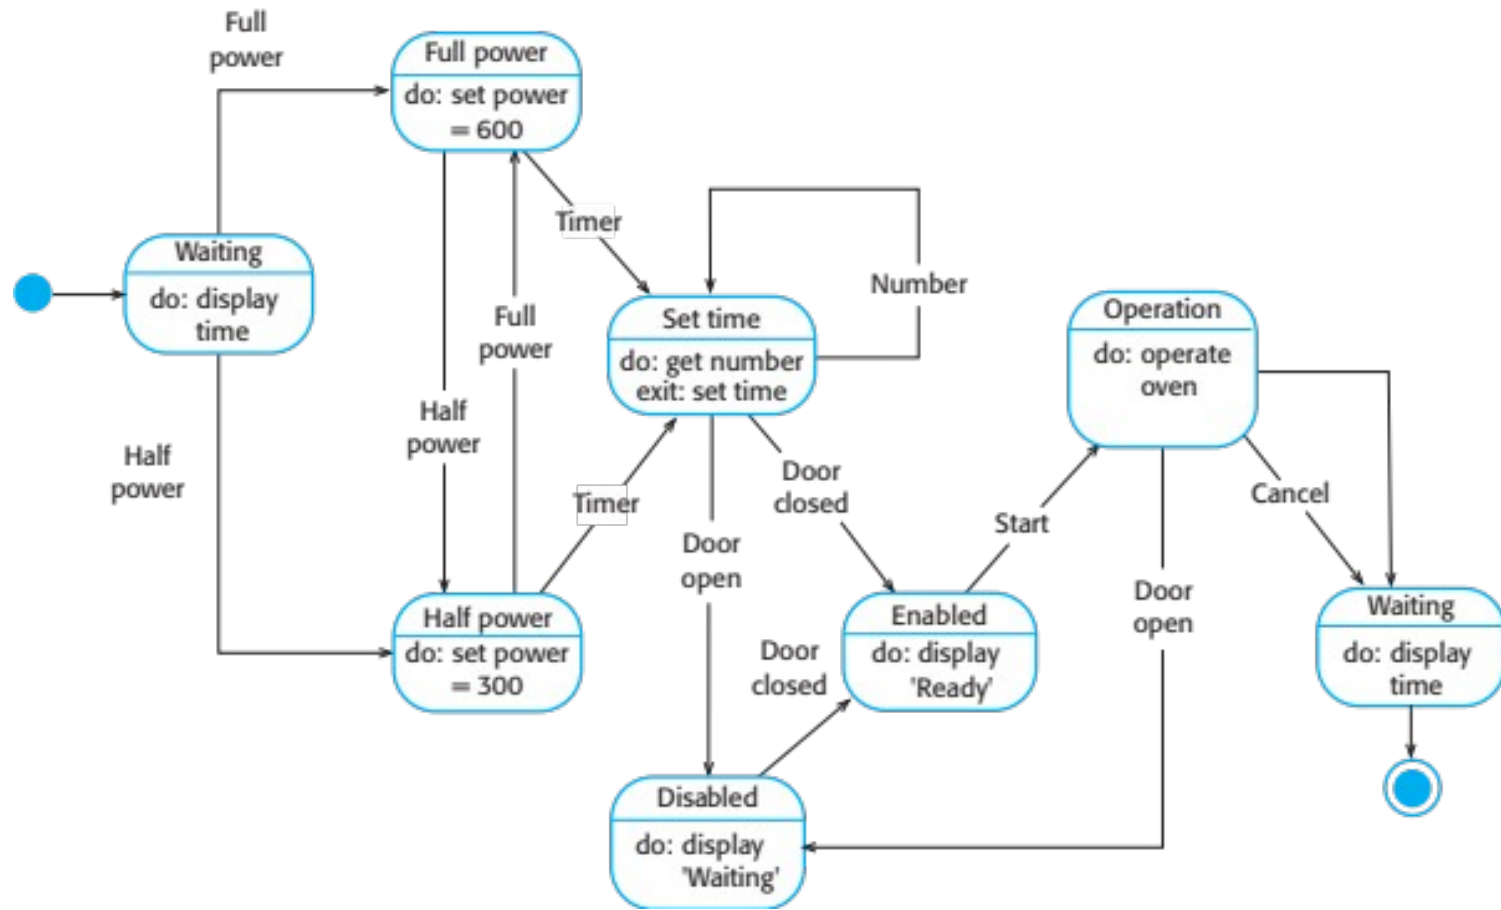 Full
power
Full power
do: set power
= 600
Timer
Waiting
do: display
time
Full
power
Number
Set time
do: get number
exit: set time
Operation
do: operate
oven
Half
power
Half
power
Timer
Door
closed
Cancel
Start
Door
open
Door
open
Half power
do: set power
= 300
Enabled
do: display
'Ready'
Waiting
do: display
time
Door
closed
Disabled
do: display
'Waiting'